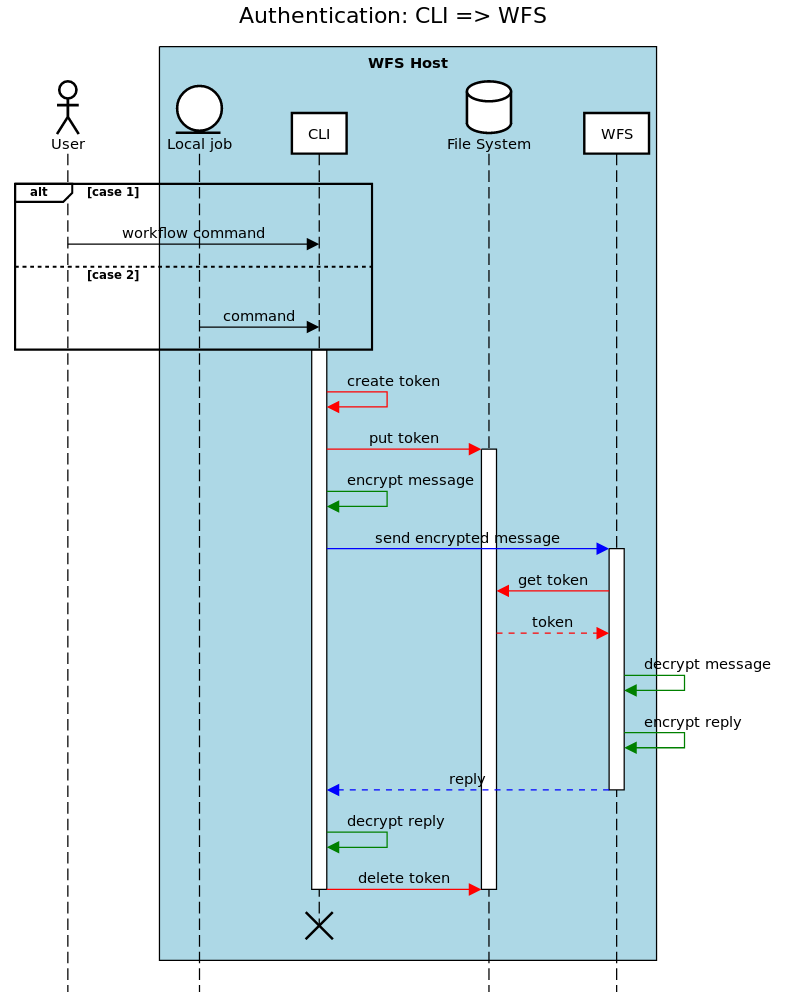 Authentication: CLI => WFS
WFS Host
User
Local job
CLI
File System
WFS
alt
[case 1]
workflow command
[case 2]
command
create token
put token
encrypt message
send encrypted message
get token
token
decrypt message
encrypt reply
reply
decrypt reply
delete token